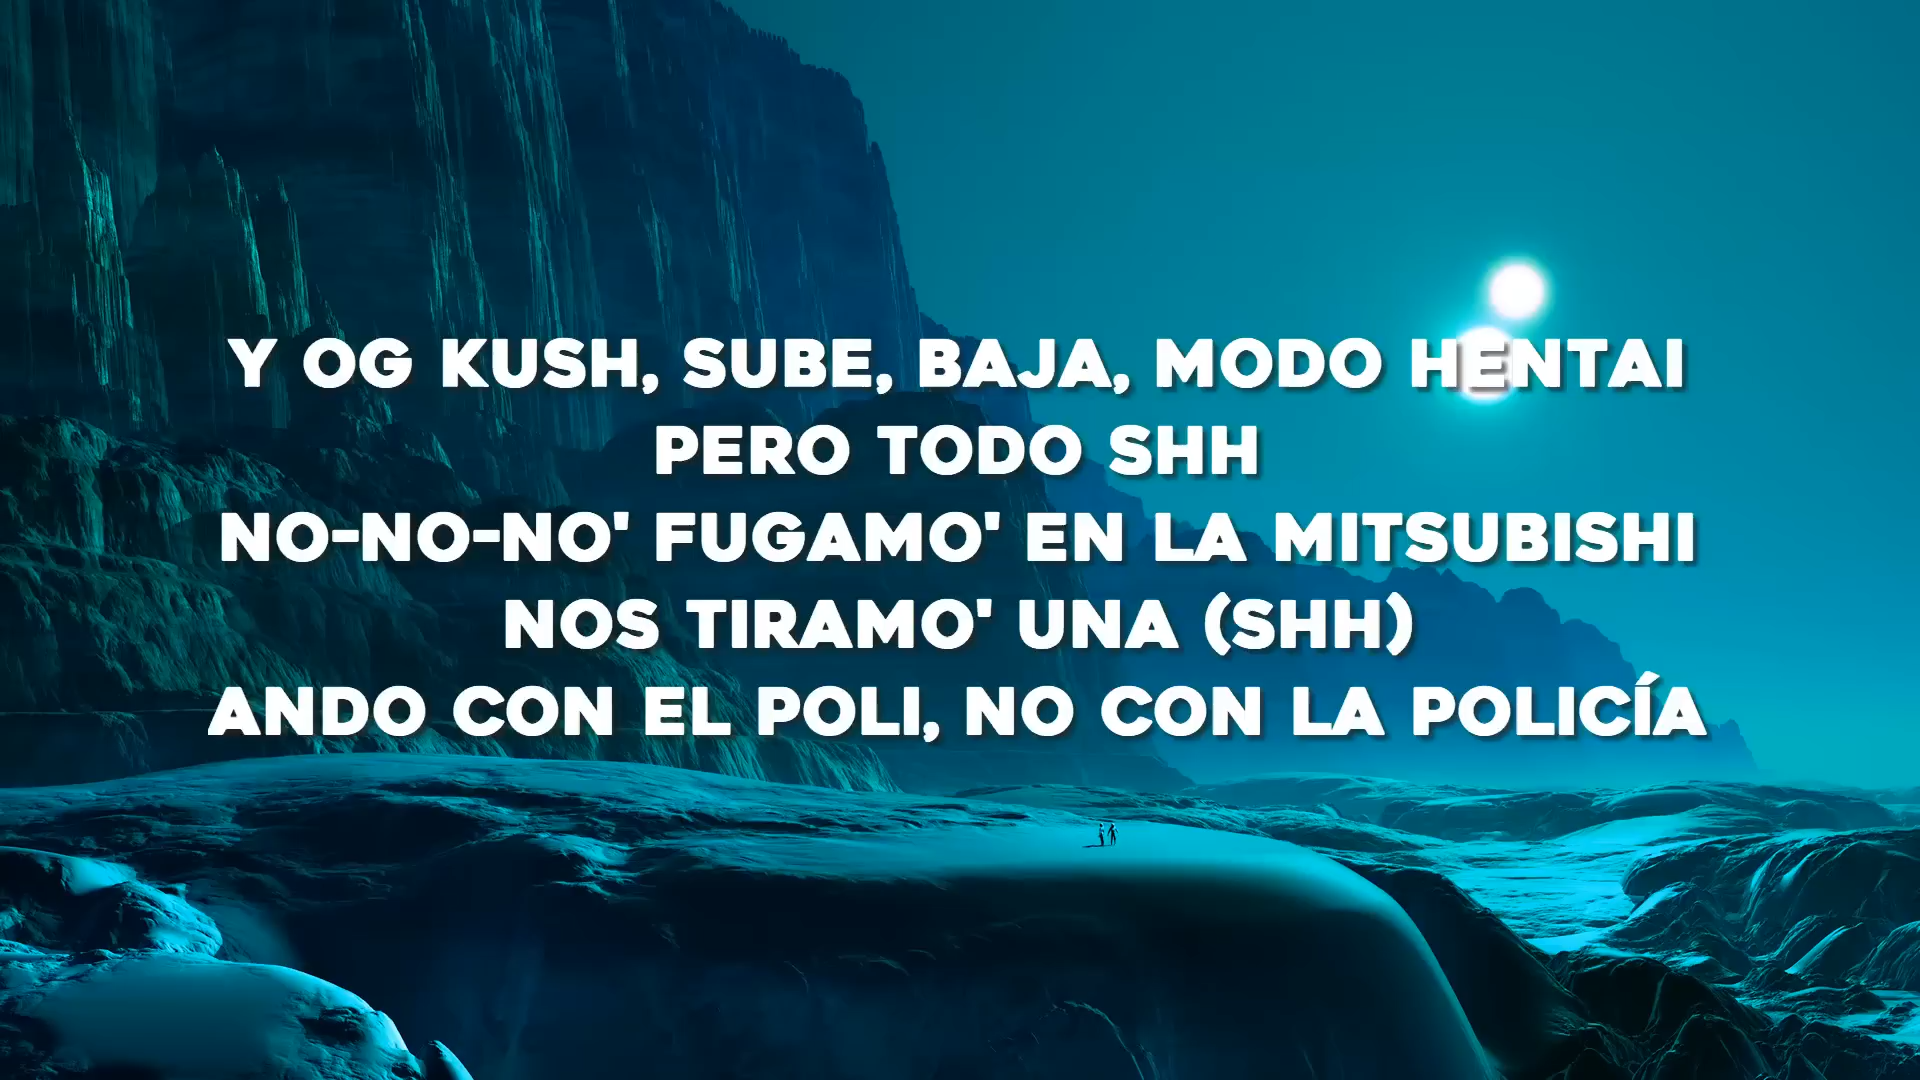 Y OG KUSH, SUBE, BAJA, MODO HENTAI
PERO TODO SHH
NO-NO-NO' FUGAMO' EN LA MITSUBISHI
NOS TIRAMO' UNA (SHH)
ANDO CON EL POLI, NO CON LA POLICÍA